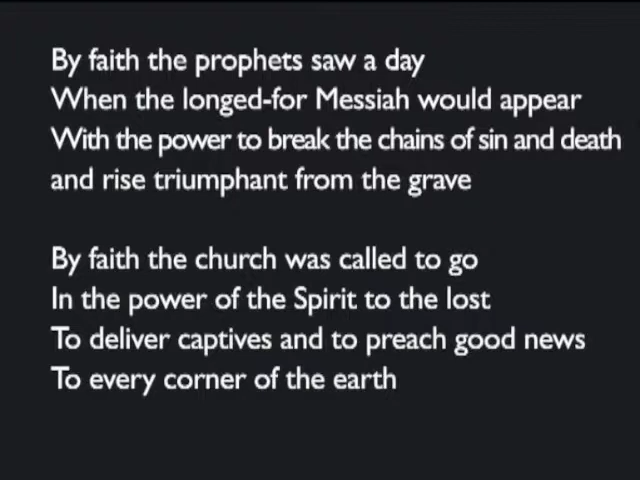 By faith the prophets saw a day
When the longed-for Messiah would appear
With the power to break the chains of sin and death
and rise triumphant from the grave
By faith the church was called to go
In the power of the Spirit to the lost
To deliver captives and to preach good news
To every corner of the earth